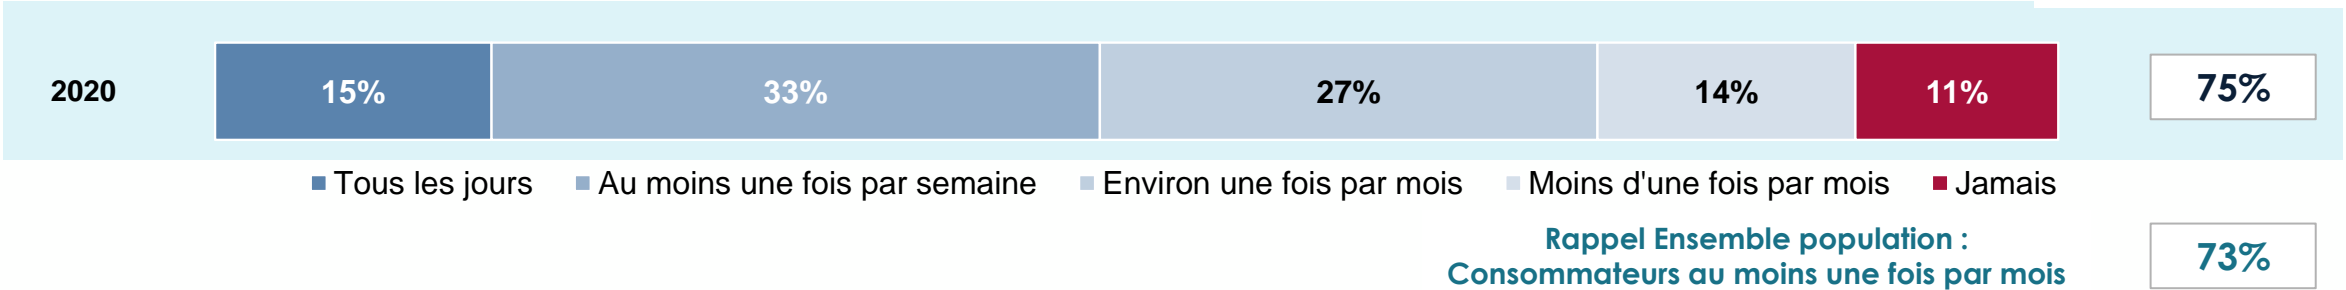 2020 15% 33% 27% 14% 11% 75%
Tous les jours Au moins une fois par semaine Environ une fois par mois Moins d'une fois par mois Jamais
Rappel Ensemble population :
Consommateurs au moins une fois par mois
73%